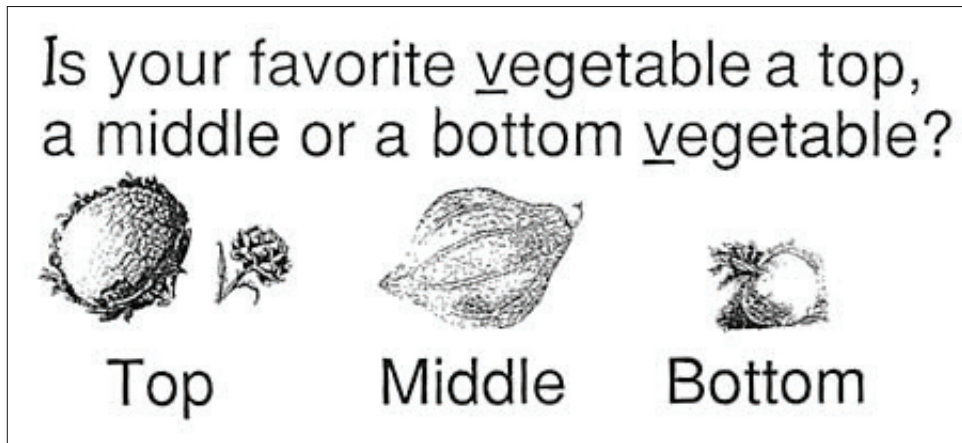 Is your favorite vegetable a top,
a middle or a bottom vegetable?
Top Middle Bottom